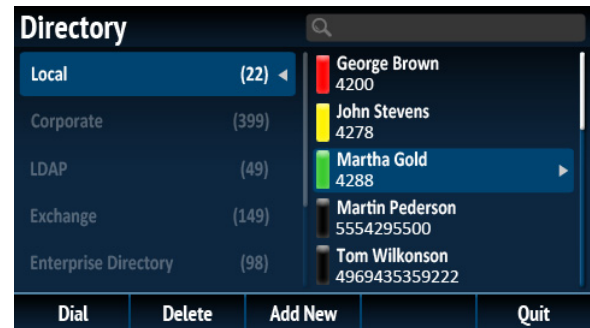 Directory
Local (22)
Corporate (399)
LDAP (49)
Exchange (149)
Enterprise Directory (98)
George Brown
4200
John Stevens
4278
Martha Gold
4288
Martin Pederson
5554295500
Tom Wilkonson
4969435359222
Dial Delete Add New Quit